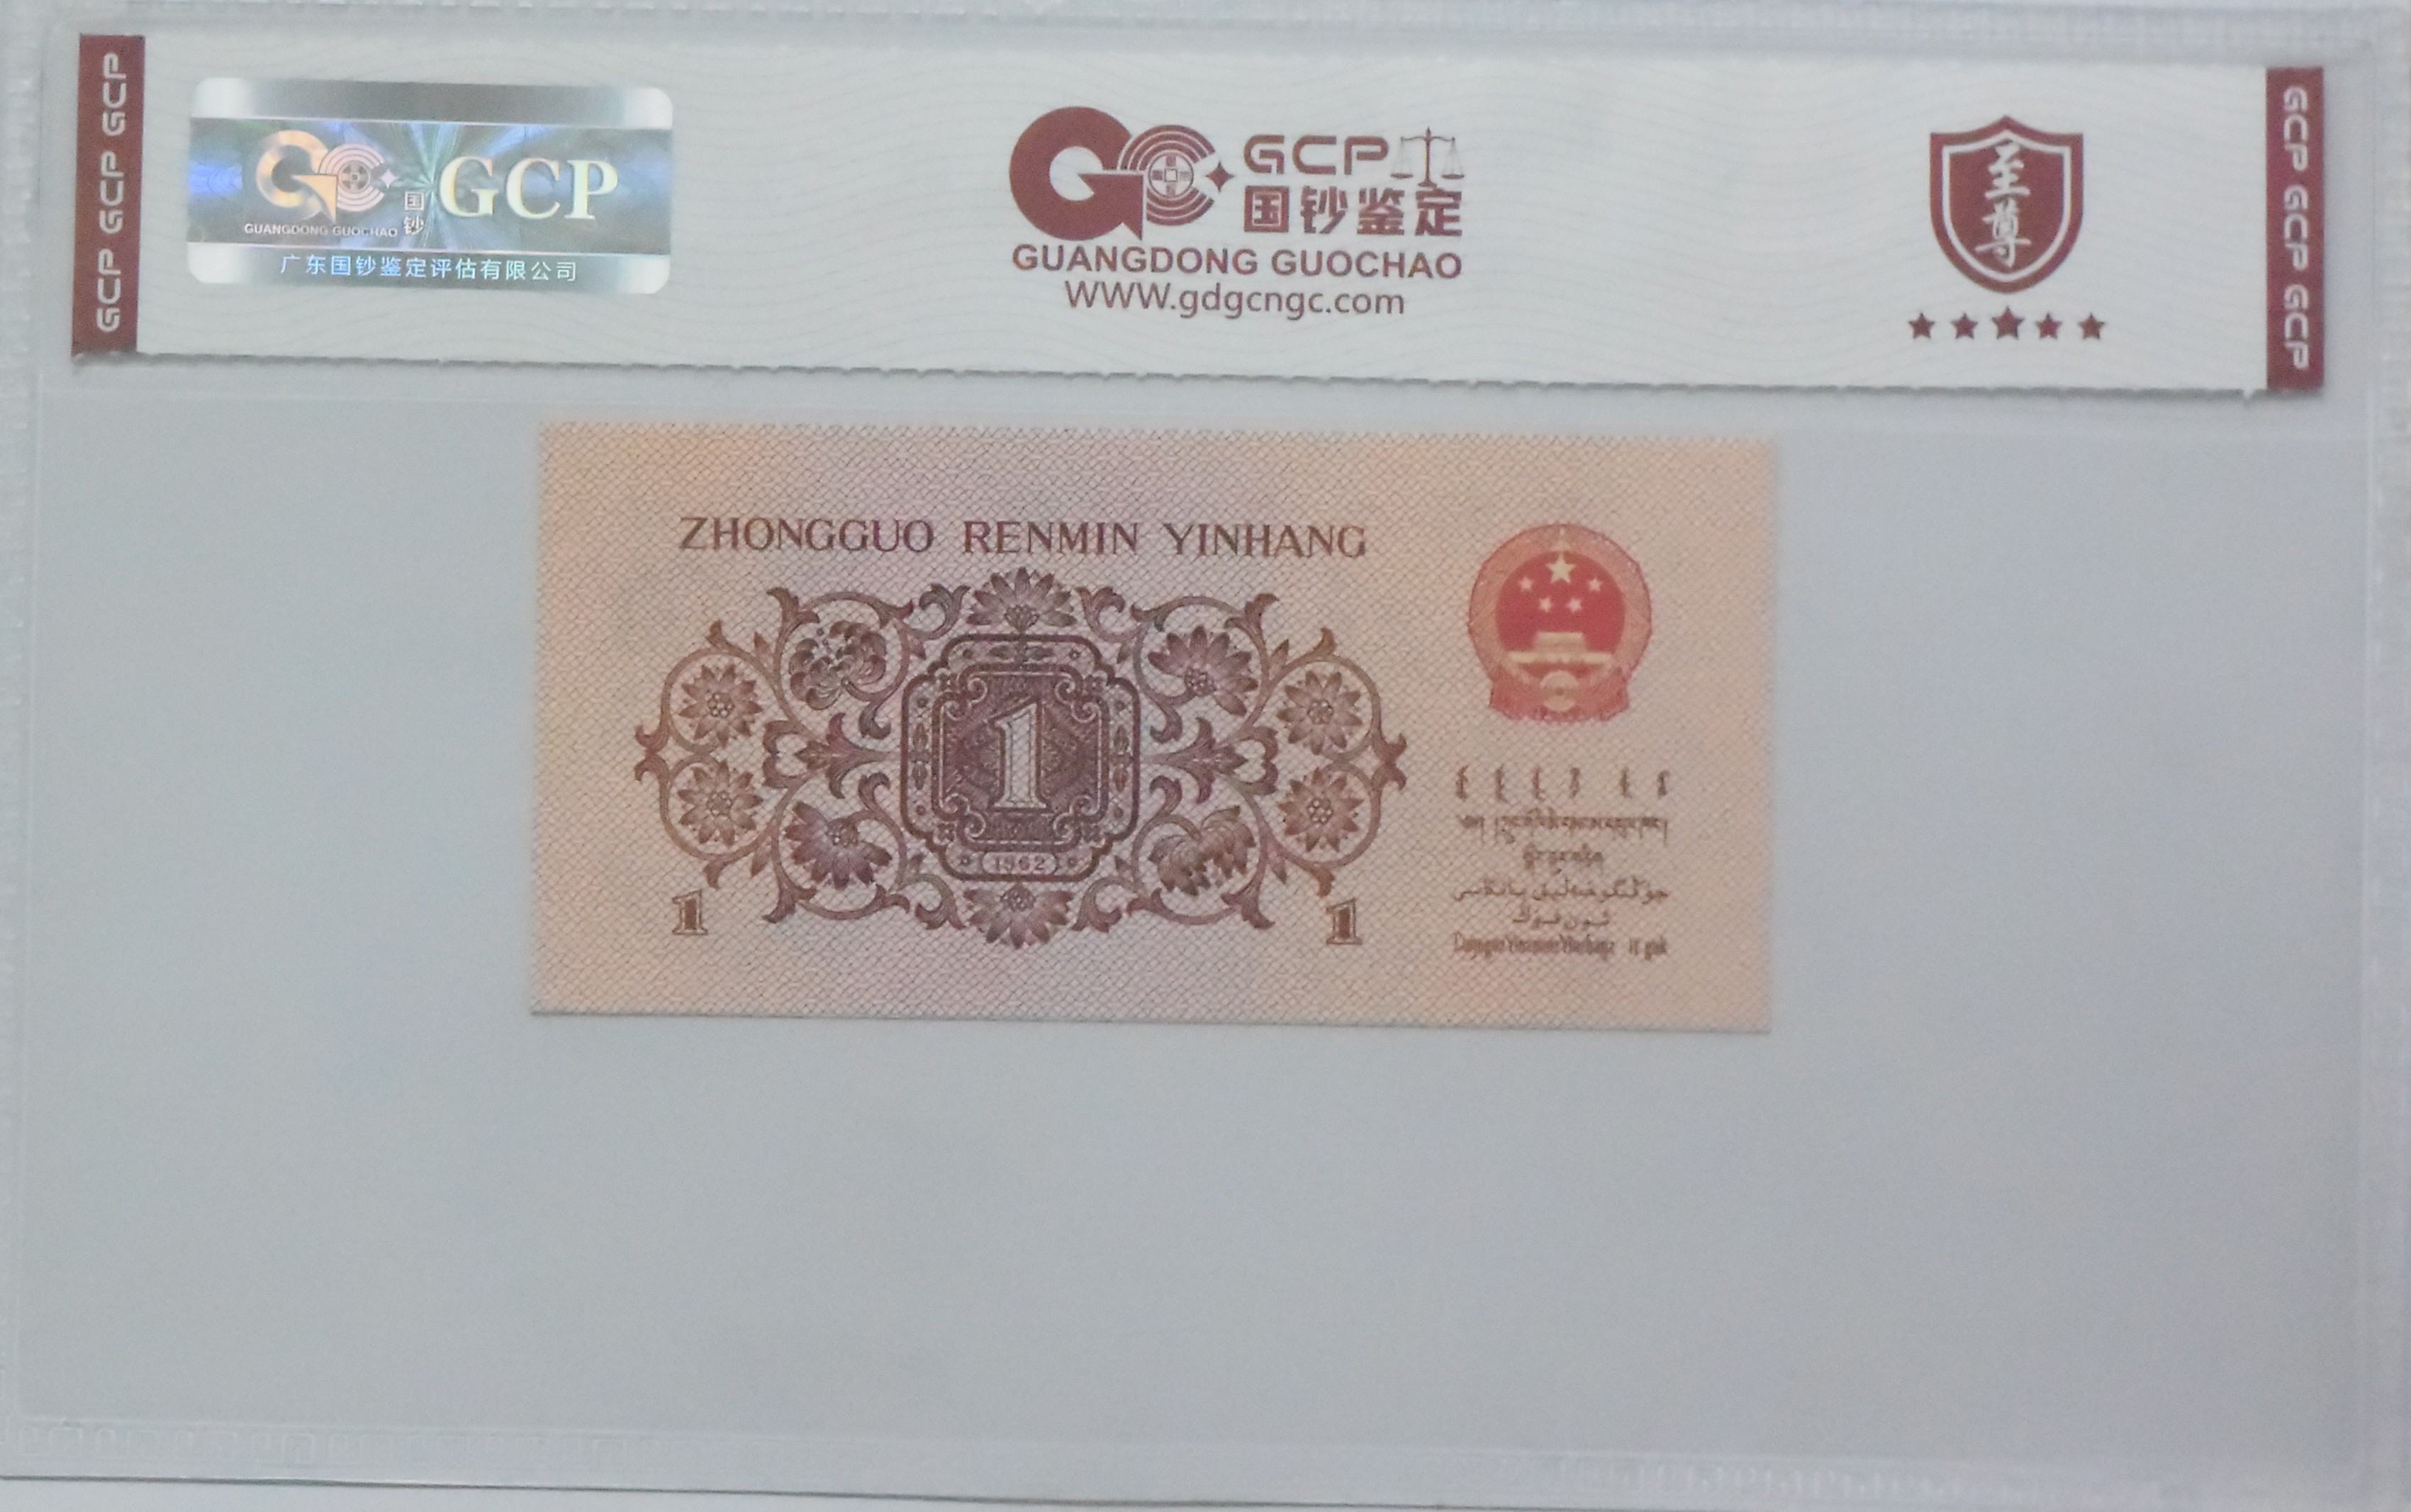 GCP GCP GCP
GCP
国钞
GUANGDONG GUOCHAO
广东国钞鉴定评估有限公司
GCP
国钞鉴定
GUANGDONG GUOCHAO
WWW.gdgcngc.com
至尊
GCP GCP GCP
ZHONGGUO RENMIN YINHANG
1
1962
1
1